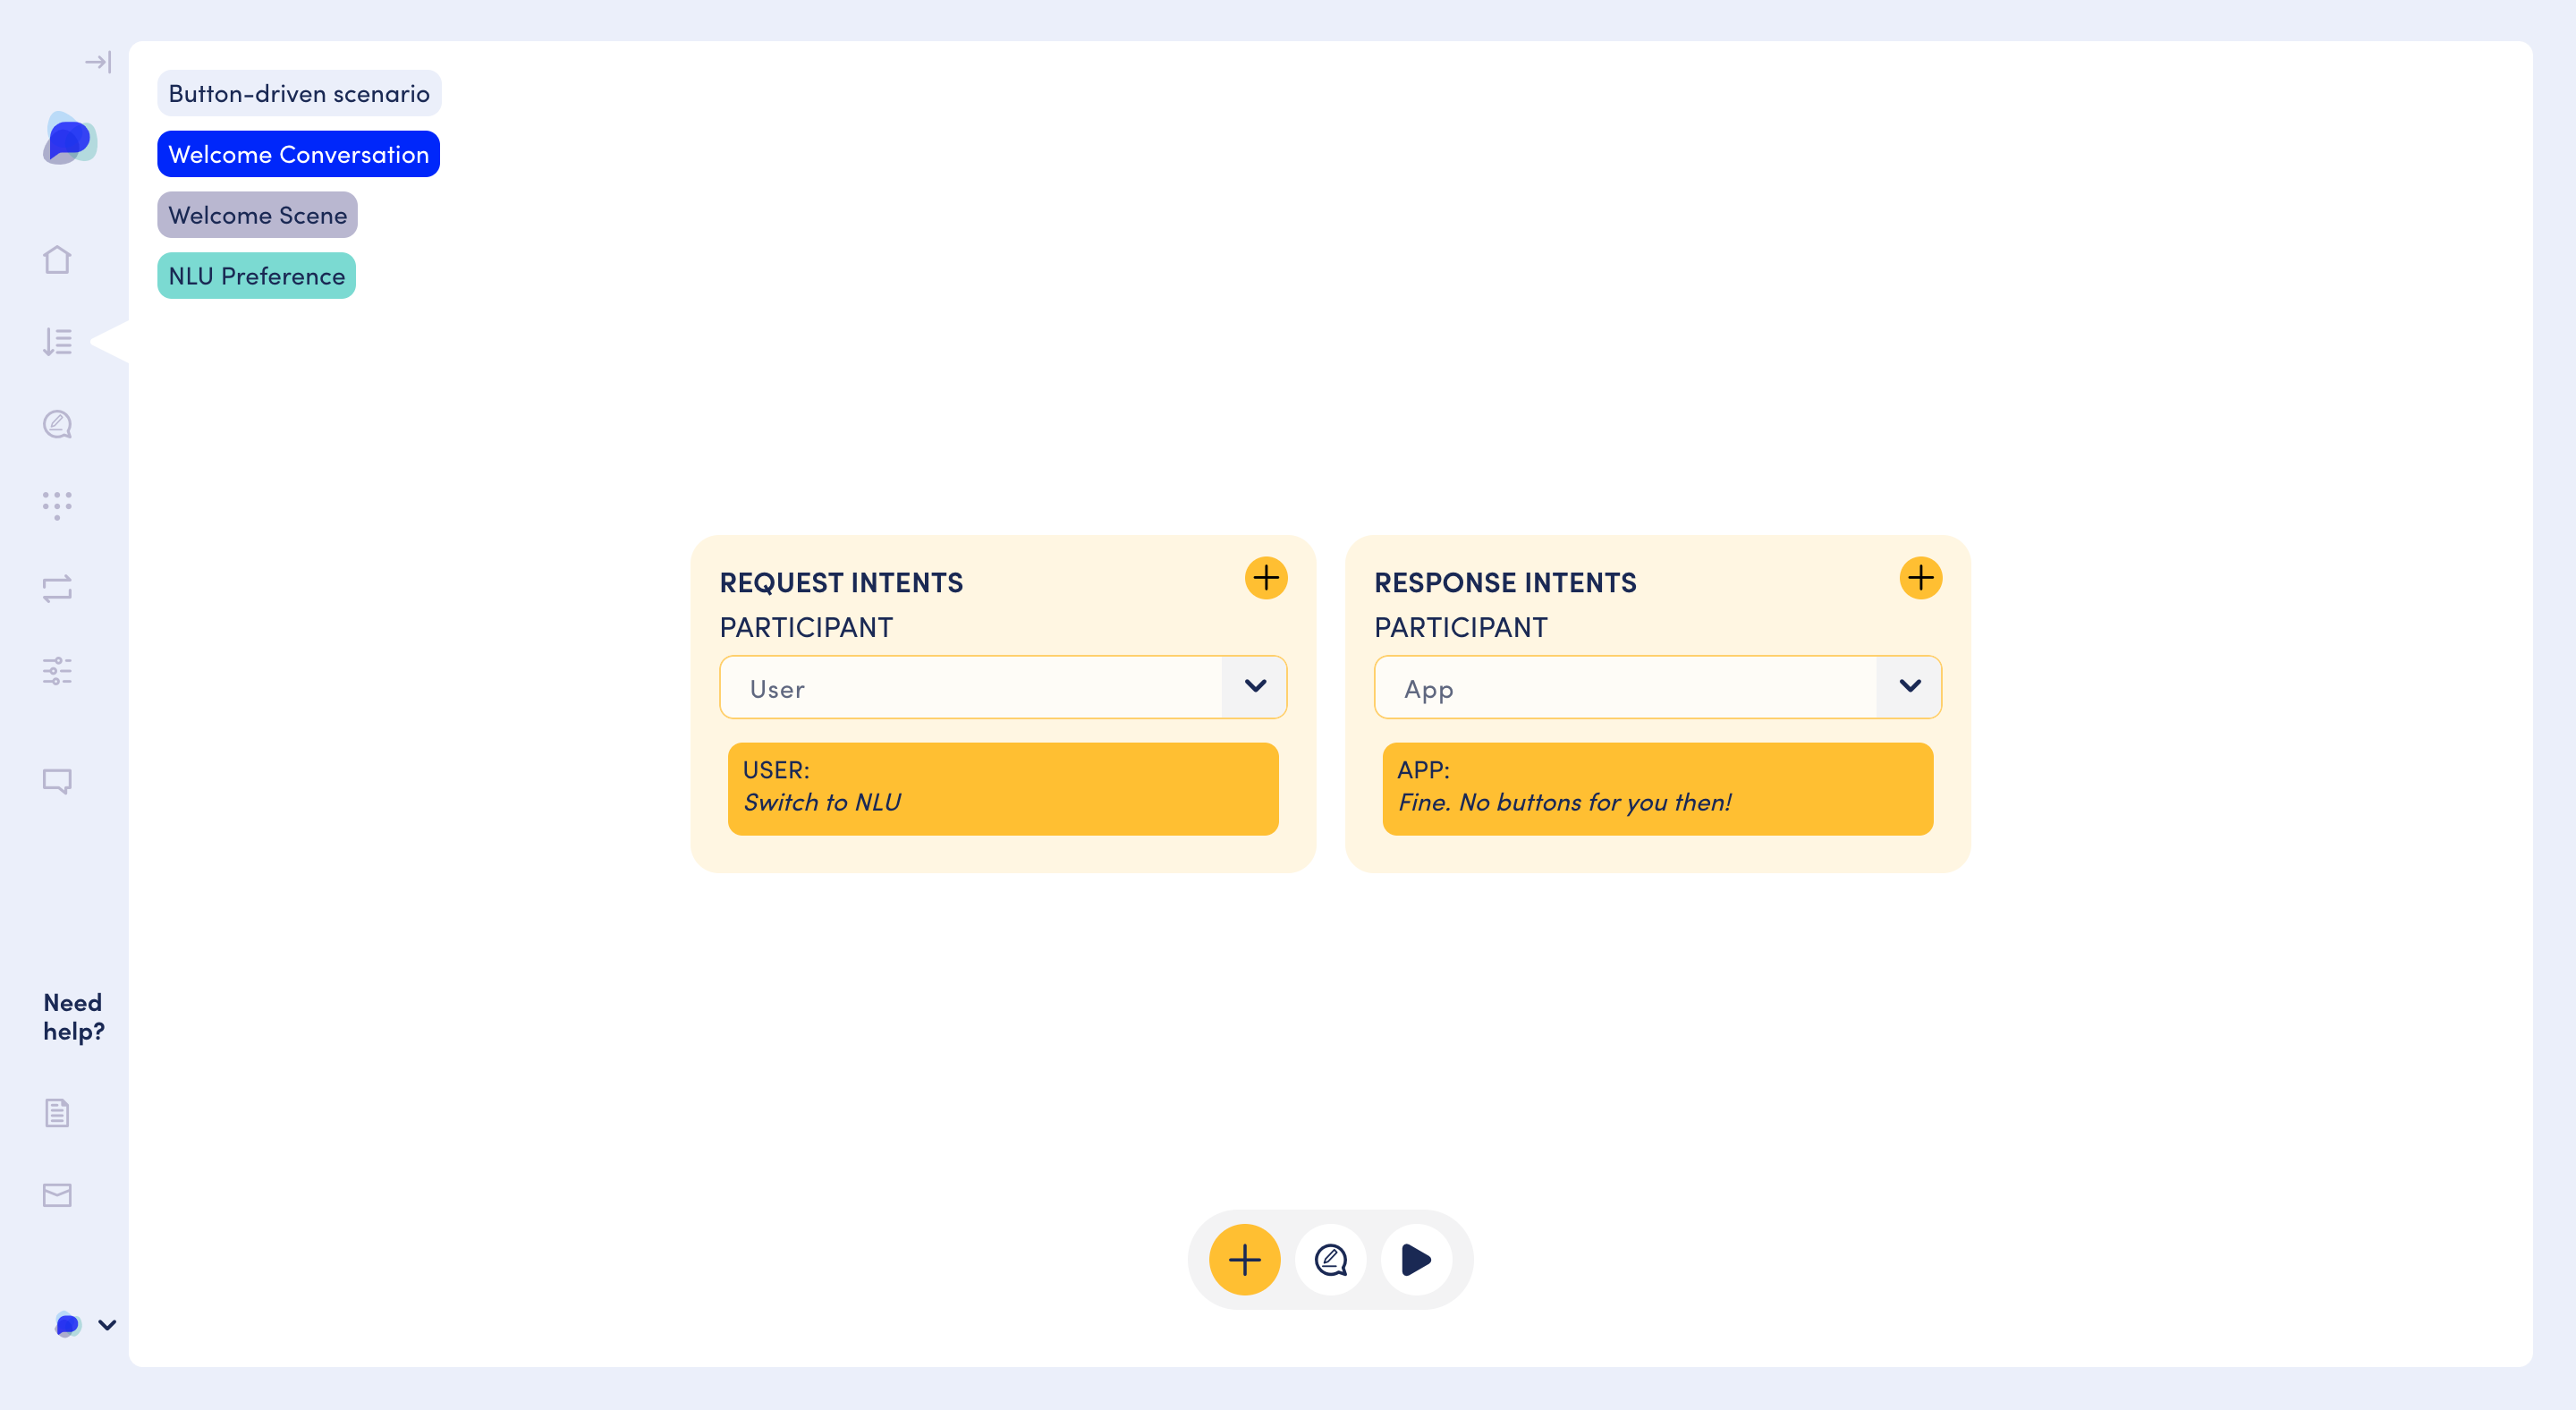 Button-driven scenario
Welcome Conversation
Welcome Scene
NLU Preference
REQUEST INTENTS
PARTICIPANT
User
USER:
Switch to NLU
RESPONSE INTENTS
PARTICIPANT
App
APP:
Fine. No buttons for you then!
Need
help?